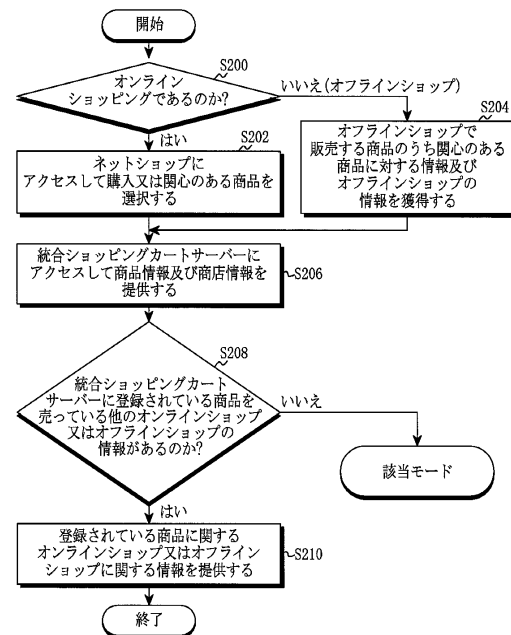 開始
S200
オンライン
ショッピングであるのか?
いいえ(オフラインショップ)
はい
S202
ネットショップに
アクセスして購入又は関心のある商品を
選択する
S204
オフラインショップで
販売する商品のうち関心のある
商品に対する情報及び
オフラインショップの
情報を獲得する
統合ショッピングカートサーバーに
アクセスして商品情報及び商店情報を
提供する
S206
S208
統合ショッピングカート
サーバーに登録されている商品を
売っている他のオンラインショップ
又はオフラインショップの
情報があるのか?
いいえ
該当モード
はい
登録されている商品に関する
オンラインショップ又はオフライン
ショップに関する情報を提供する
S210
終了